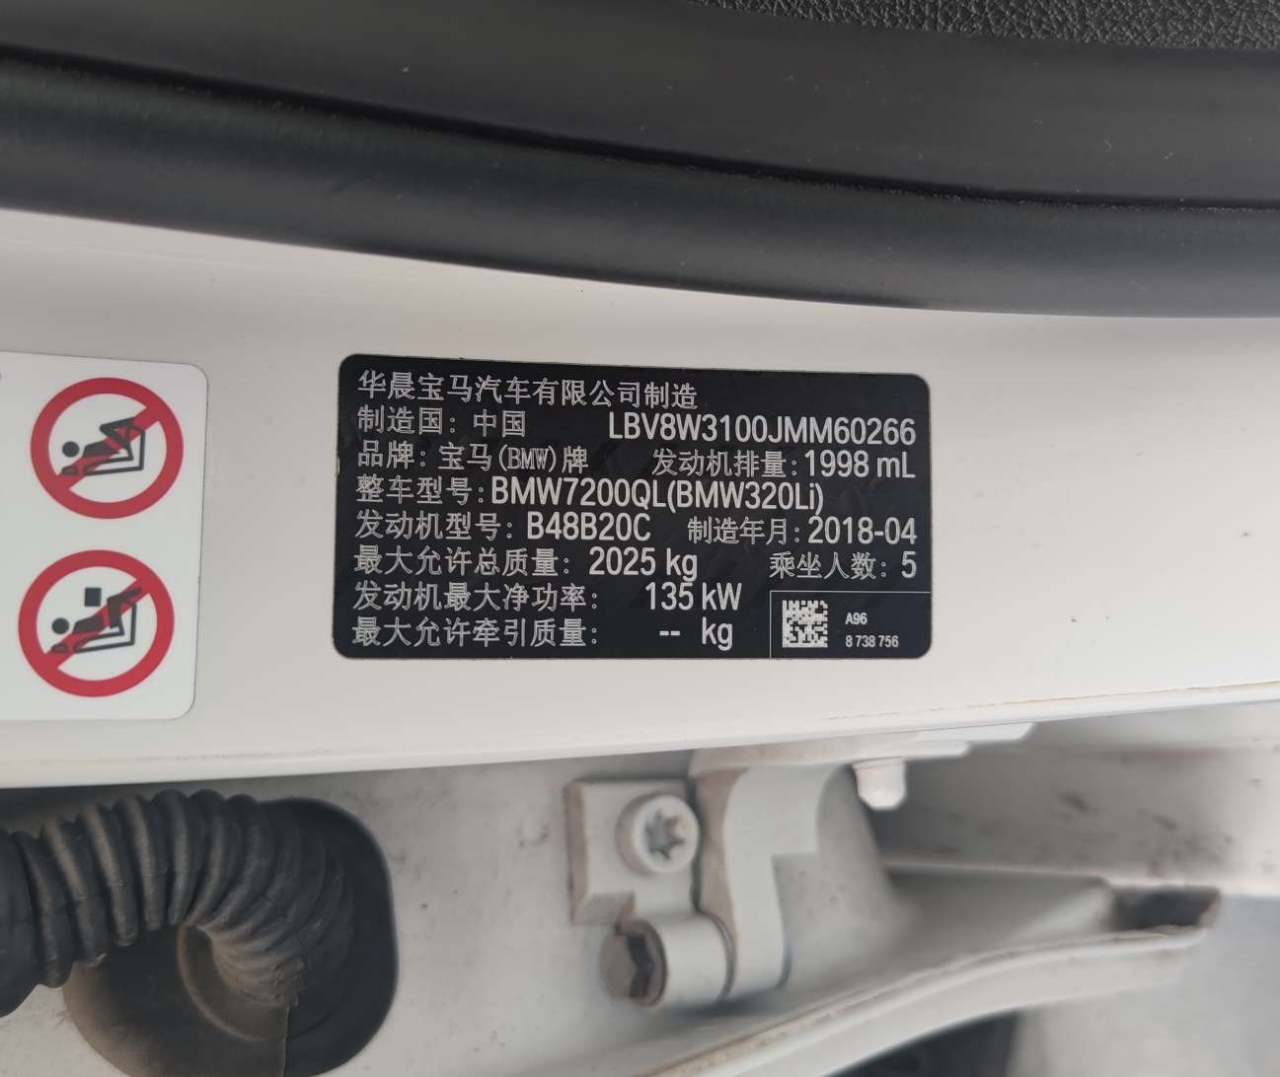 华晨宝马汽车有限公司制造
制造国：中国 LBV8W3100JMM60266
品牌：宝马(BMW)牌 发动机排量：1998 mL
整车型号：BMW7200QL(BMW320Li)
发动机型号：B48B20C 制造年月：2018-04
最大允许总质量：2025 kg 乘坐人数：5
发动机最大净功率：135 kW
最大允许牵引质量：-- kg
A96
8 738 756